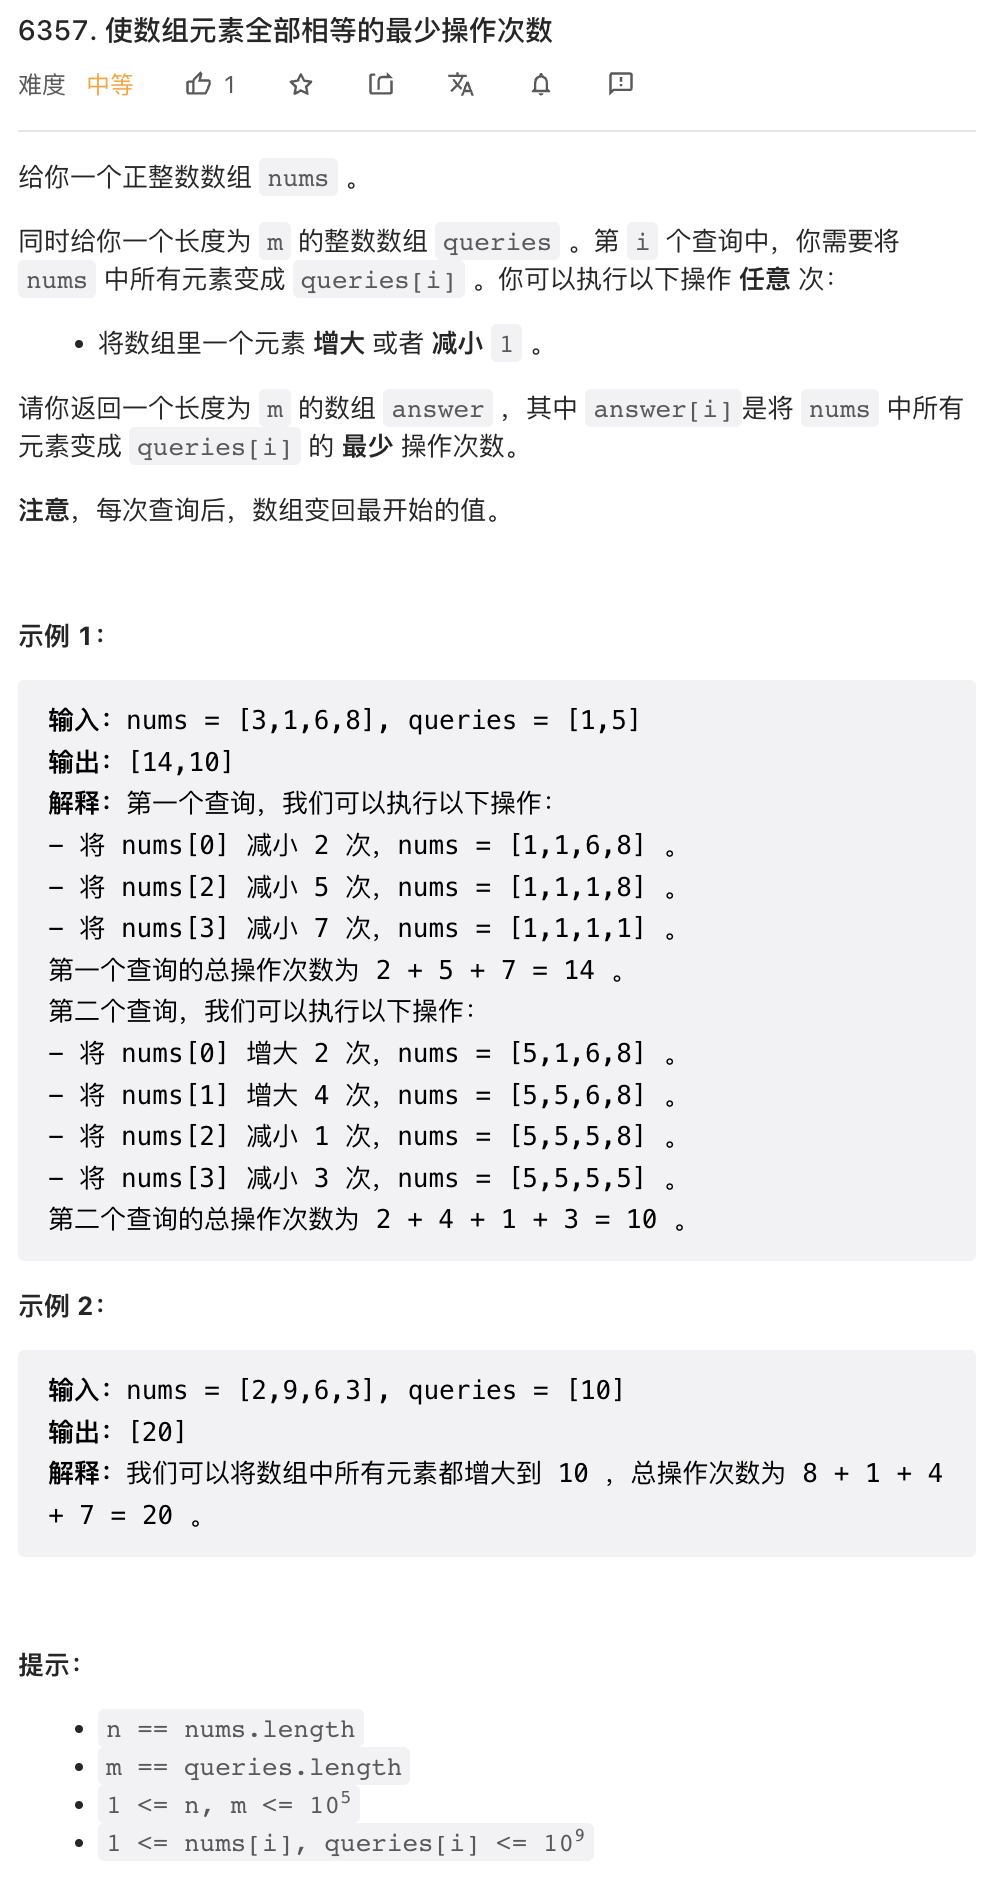 6357. 使数组元素全部相等的最少操作次数
难度 中等 1
给你一个正整数数组 nums 。
同时给你一个长度为 m 的整数数组 queries 。第 i 个查询中，你需要将
nums 中所有元素变成 queries[i] 。你可以执行以下操作 任意 次：
• 将数组里一个元素 增大 或者 减小 1 。
请你返回一个长度为 m 的数组 answer ，其中 answer[i]是将 nums 中所有
元素变成 queries[i] 的 最少 操作次数。
注意，每次查询后，数组变回最开始的值。
示例 1：
输入：nums = [3,1,6,8], queries = [1,5]
输出：[14,10]
解释：第一个查询，我们可以执行以下操作：
- 将 nums[0] 减小 2 次，nums = [1,1,6,8] 。
- 将 nums[2] 减小 5 次，nums = [1,1,1,8] 。
- 将 nums[3] 减小 7 次，nums = [1,1,1,1] 。
第一个查询的总操作次数为 2 + 5 + 7 = 14 。
第二个查询，我们可以执行以下操作：
- 将 nums[0] 增大 2 次，nums = [5,1,6,8] 。
- 将 nums[1] 增大 4 次，nums = [5,5,6,8] 。
- 将 nums[2] 减小 1 次，nums = [5,5,5,8] 。
- 将 nums[3] 减小 3 次，nums = [5,5,5,5] 。
第二个查询的总操作次数为 2 + 4 + 1 + 3 = 10 。
示例 2：
输入：nums = [2,9,6,3], queries = [10]
输出：[20]
解释：我们可以将数组中所有元素都增大到 10 ，总操作次数为 8 + 1 + 4
+ 7 = 20 。
提示：
• n == nums.length
• m == queries.length
• 1 <= n, m <= 10⁵
• 1 <= nums[i], queries[i] <= 10⁹